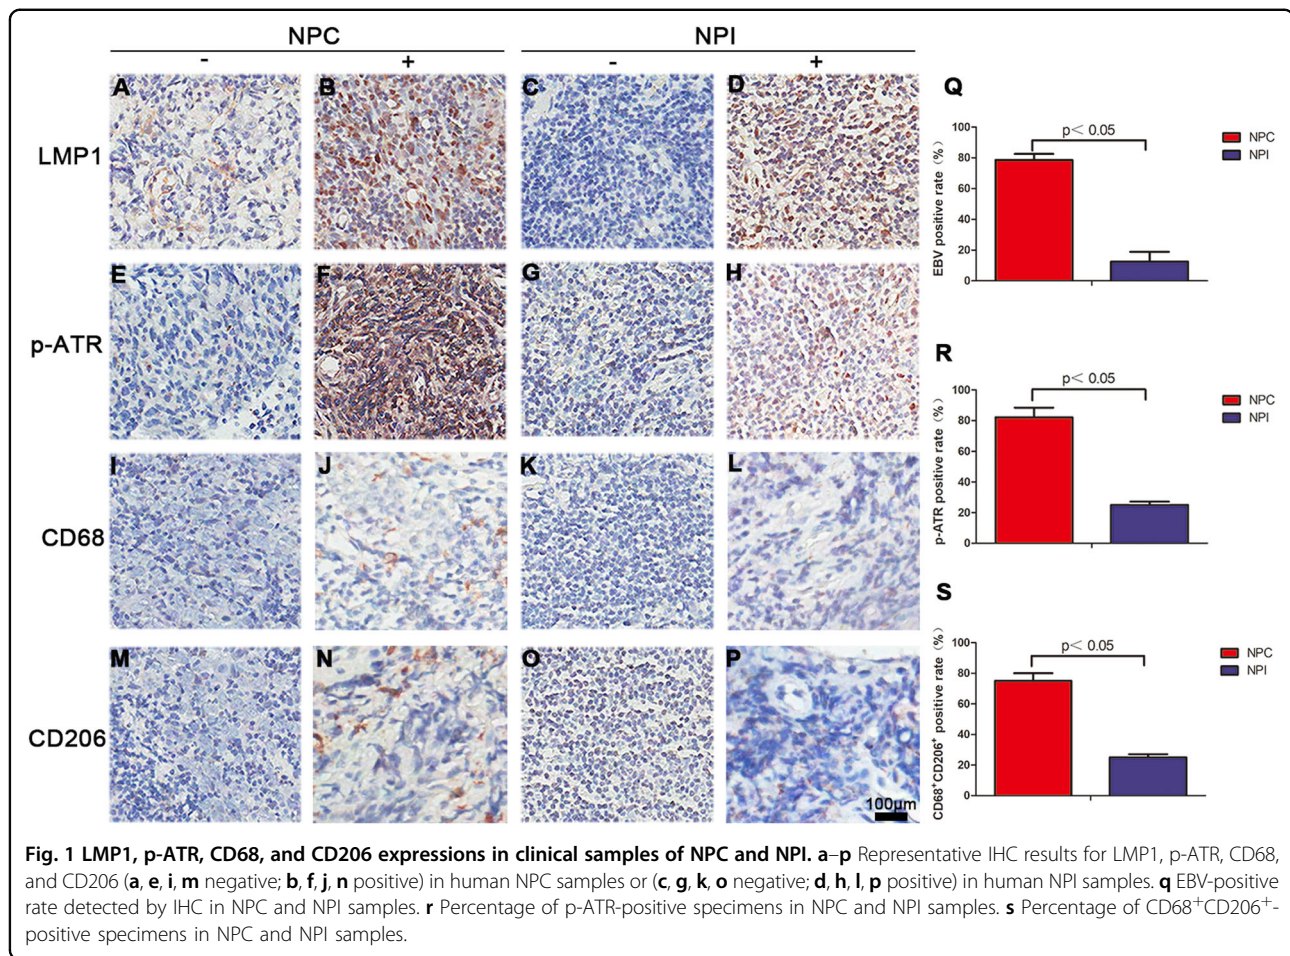 NPC NPI
- + - +
A B C D
LMP1
E F G H
p-ATR
I J K L
CD68
M N O P
CD206
100μm
Q
EBV positive rate (%)
100
80
60
40
20
0
p< 0.05
NPC
NPI
R
p-ATR positive rate (%)
100
80
60
40
20
0
p< 0.05
NPC
NPI
S
CD68+CD206+ positive rate (%)
100
80
60
40
20
0
p< 0.05
NPC
NPI
Fig. 1 LMP1, p-ATR, CD68, and CD206 expressions in clinical samples of NPC and NPI. a–p Representative IHC results for LMP1, p-ATR, CD68,
and CD206 (a, e, i, m negative; b, f, j, n positive) in human NPC samples or (c, g, k, o negative; d, h, l, p positive) in human NPI samples. q EBV-positive
rate detected by IHC in NPC and NPI samples. r Percentage of p-ATR-positive specimens in NPC and NPI samples. s Percentage of CD68+CD206+-
positive specimens in NPC and NPI samples.